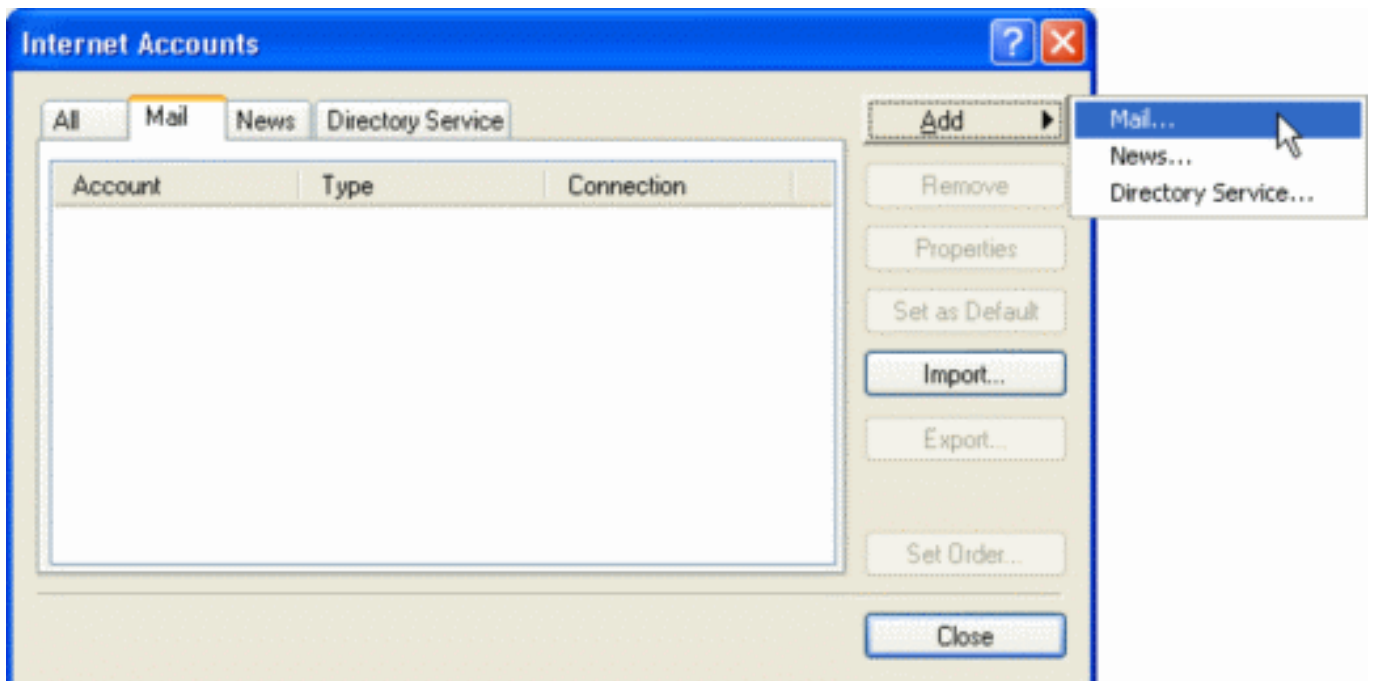 Internet Accounts
All Mail News Directory Service
Add
Mail...
News...
Directory Service...
Account Type Connection
Remove
Properties
Set as Default
Import...
Export...
Set Order...
Close